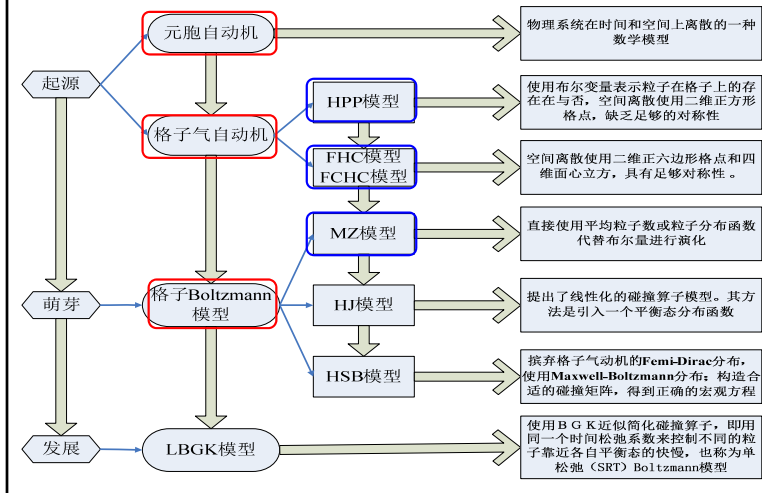 元胞自动机
物理系统在时间和空间上离散的一种
数学模型
起源
HPP模型
使用布尔变量表示粒子在格子上的存
在在与否，空间离散使用二维正方形
格点，缺乏足够的对称性
格子气自动机
FHC模型
FCHC模型
空间离散使用二维正六边形格点和四
维面心立方，具有足够对称性 。
MZ模型
直接使用平均粒子数或粒子分布函数
代替布尔量进行演化
萌芽
格子Boltzmann
模型
HJ模型
提出了线性化的碰撞算子模型。其方
法是引入一个平衡态分布函数
HSB模型
摈弃格子气动机的Femi-Dirac分布，
使用Maxwell-Boltzmann分布；构造合
适的碰撞矩阵，得到正确的宏观方程
发展
LBGK模型
使用ＢＧＫ近似简化碰撞算子，即用
同一个时间松弛系数来控制不同的粒
子靠近各自平衡态的快慢，也称为单
松弛（SRT）Boltzmann模型